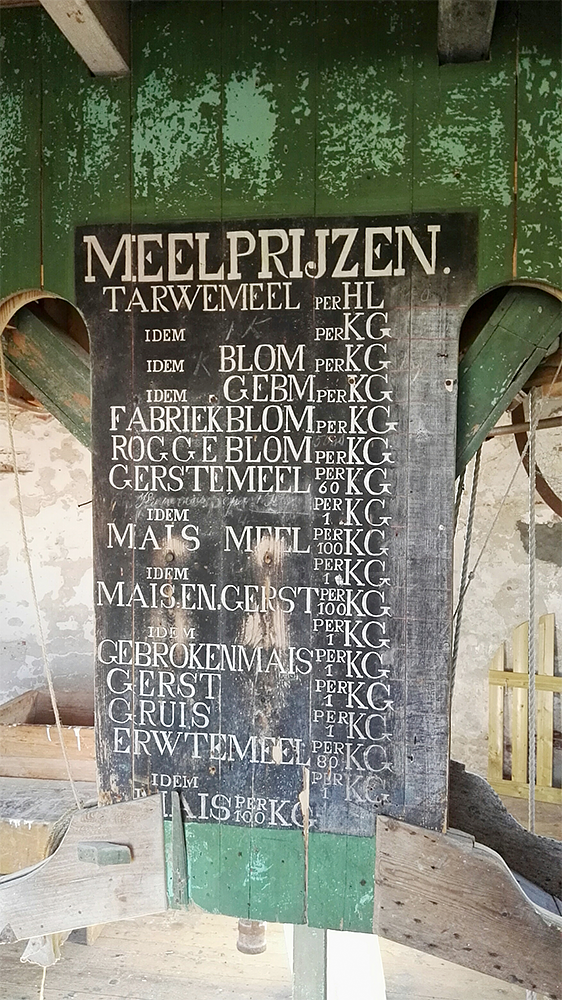 MEELPRIJZEN.
TARWEMEEL PER HL
IDEM PER KG
IDEM BLOM PER KG
IDEM GEBM PER KG
FABRIEKBLOM PER KG
ROGGEBLOM PER KG
GERSTEMEEL PER 60 KG
IDEM PER 1 KG
MAIS MEEL PER 100 KG
IDEM PER 1 KG
MAISEN.GERST PER 100 KG
IDEM PER 1 KG
GEBROKENMAIS PER 1 KG
GERST PER 1 KG
GRUIS PER 1 KG
ERWTEMEEL PER 80 KG
IDEM PER 1 KG
MAIS PER 100 KG